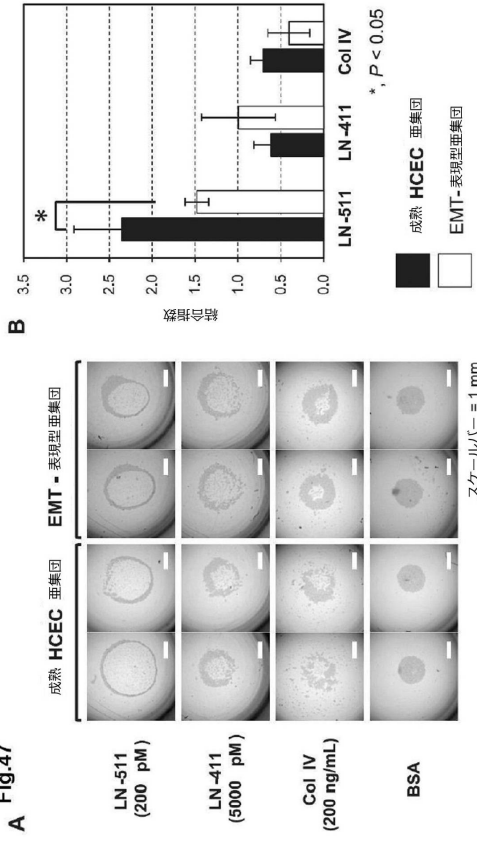 Fig.47
A
成熟 HCEC 亜集団
EMT - 表現型亜集団
LN-511
(200 pM)
LN-411
(5000 pM)
Col IV
(200 ng/mL)
BSA
スケールバー = 1 mm
B
結合指数
3.5
3.0
2.5
2.0
1.5
1.0
0.5
0.0
*
LN-511
LN-411
Col IV
*, P < 0.05
成熟 HCEC 亜集団
EMT- 表現型亜集団